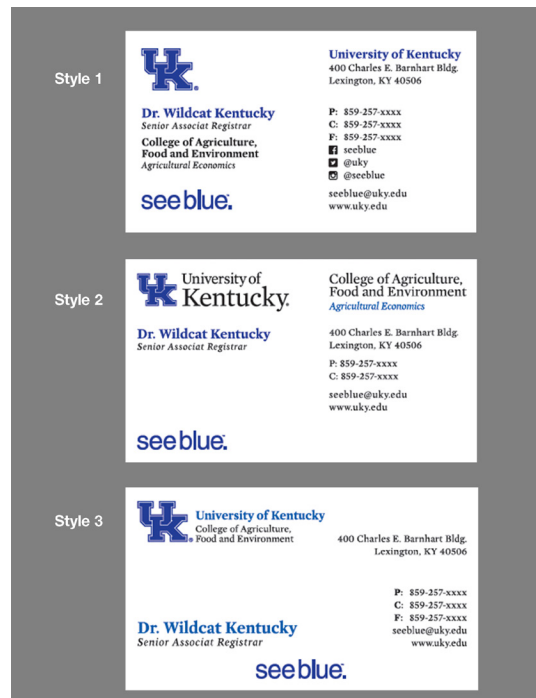 Style 1
UK
Dr. Wildcat Kentucky
Senior Associat Registrar
College of Agriculture,
Food and Environment
Agricultural Economics
see blue.
University of Kentucky
400 Charles E. Barnhart Bldg.
Lexington, KY 40506
P: 859-257-xxxx
C: 859-257-xxxx
F: 859-257-xxxx
seeblue
@uky
@seeblue
seeblue@uky.edu
www.uky.edu
Style 2
UK University of
Kentucky.
Dr. Wildcat Kentucky
Senior Associat Registrar
see blue.
College of Agriculture,
Food and Environment
Agricultural Economics
400 Charles E. Barnhart Bldg.
Lexington, KY 40506
P: 859-257-xxxx
C: 859-257-xxxx
seeblue@uky.edu
www.uky.edu
Style 3
UK University of Kentucky
College of Agriculture,
Food and Environment
400 Charles E. Barnhart Bldg.
Lexington, KY 40506
P: 859-257-xxxx
C: 859-257-xxxx
F: 859-257-xxxx
seeblue@uky.edu
www.uky.edu
Dr. Wildcat Kentucky
Senior Associat Registrar
see blue.